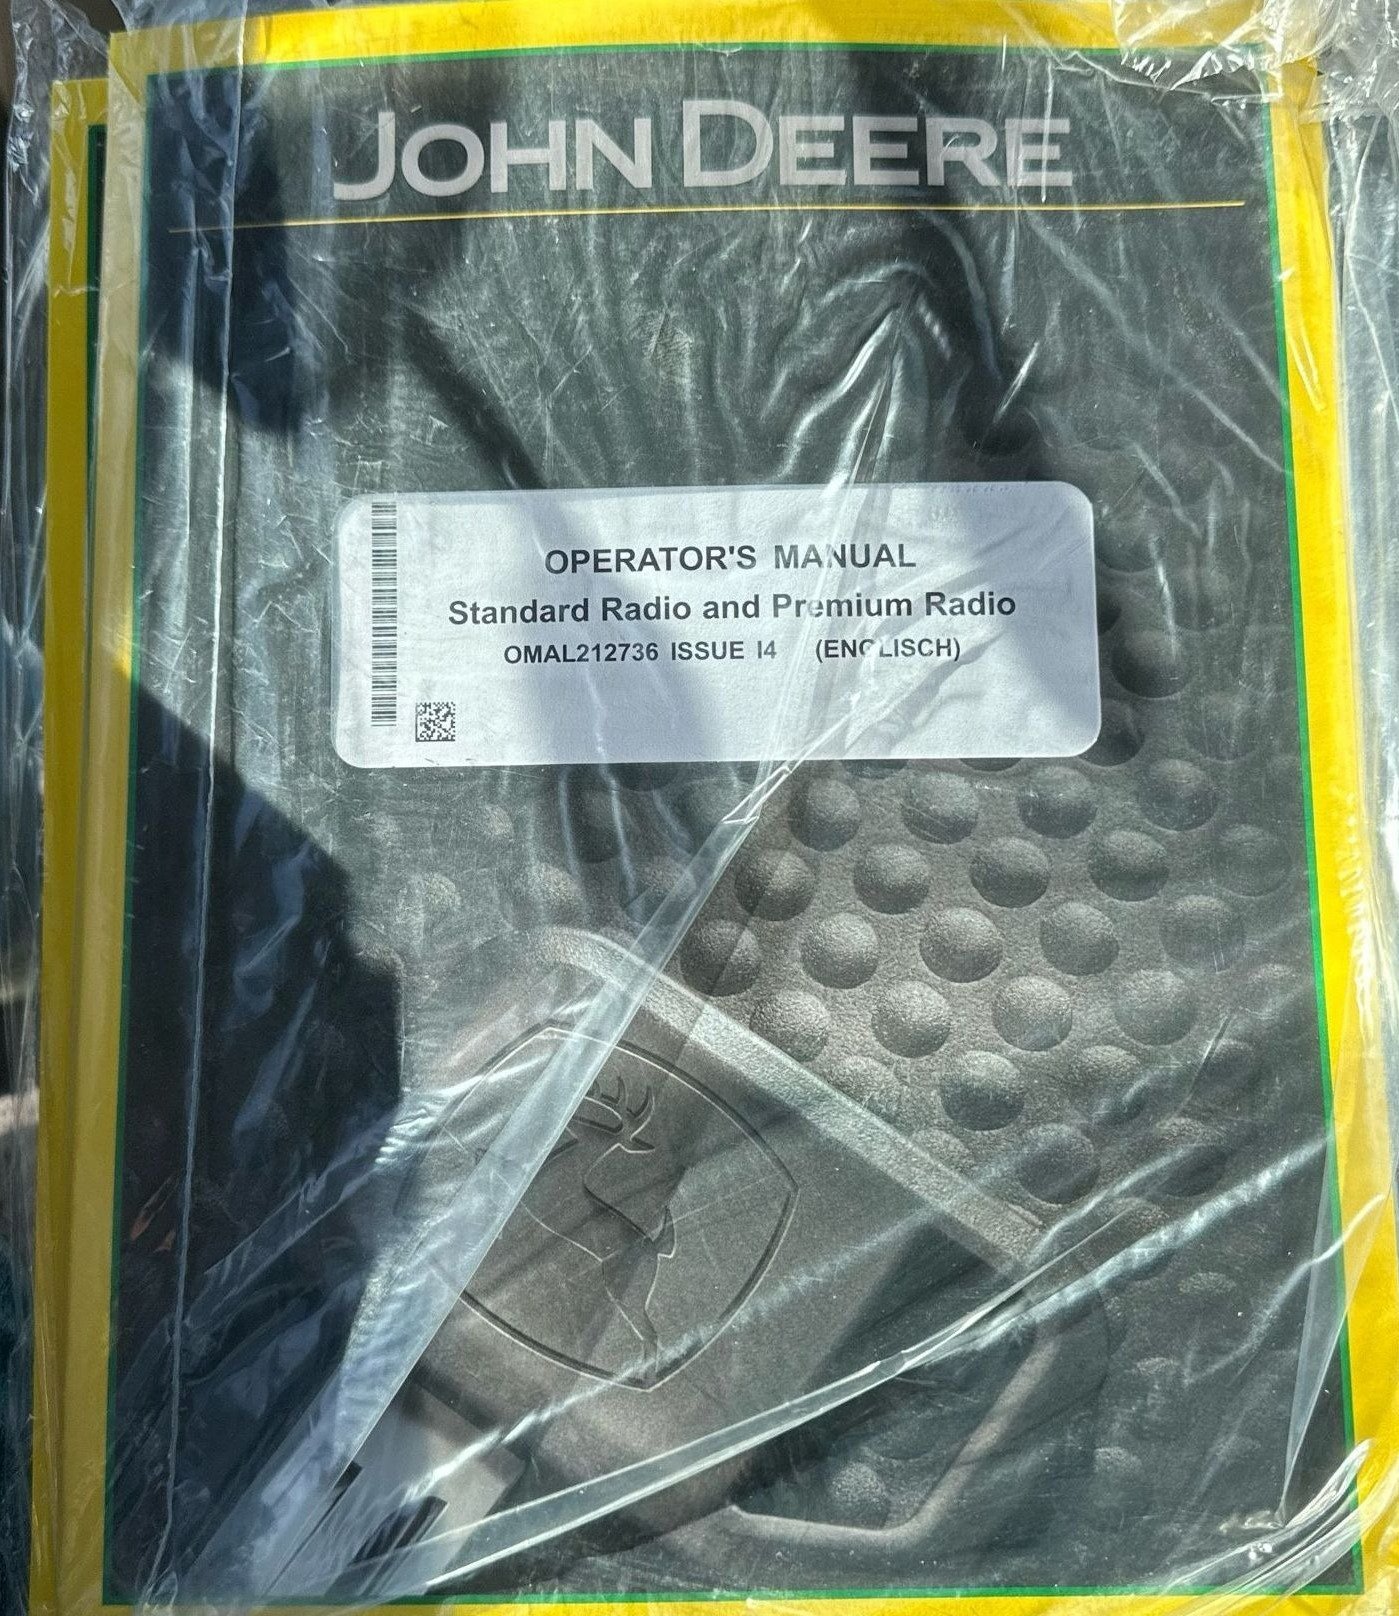 JOHN DEERE
OPERATOR'S MANUAL
Standard Radio and Premium Radio
OMAL212736 ISSUE I4 (ENGLISCH)